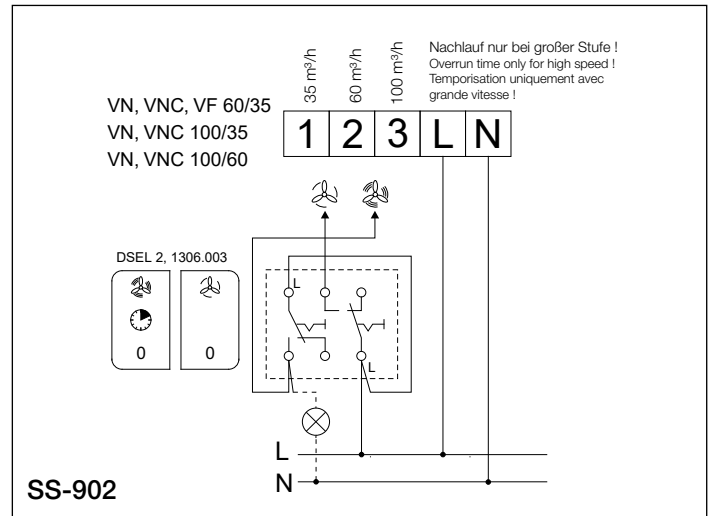 35 m³/h
60 m³/h
100 m³/h
Nachlauf nur bei großer Stufe !
Overrun time only for high speed !
Temporisation uniquement avec
grande vitesse !
VN, VNC, VF 60/35
VN, VNC 100/35
VN, VNC 100/60
1 2 3 L N
DSEL 2, 1306.003
0 0
L
L
L
N
SS-902